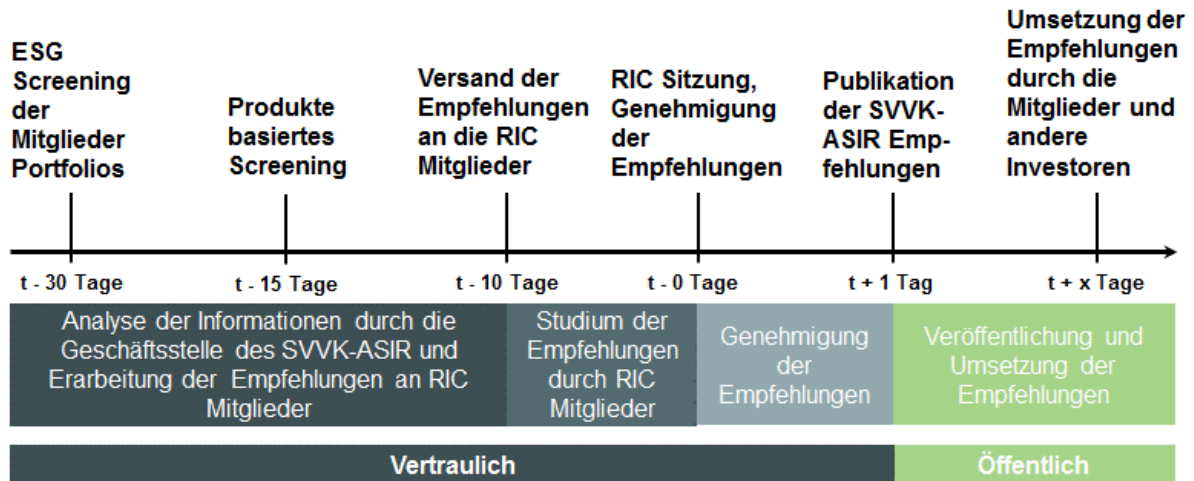 ESG
Screening
der
Mitglieder
Portfolios
Produkte
basiertes
Screening
Versand der
Empfehlungen
an die RIC
Mitglieder
RIC Sitzung,
Genehmigung
der
Empfehlungen
Publikation
der SVVK-
ASIR Emp-
fehlungen
Umsetzung der
Empfehlungen
durch die
Mitglieder und
andere
Investoren
t - 30 Tage
t - 15 Tage
t - 10 Tage
t - 0 Tage
t + 1 Tag
t + x Tage
Analyse der Informationen durch die
Geschäftsstelle des SVVK-ASIR und
Erarbeitung der Empfehlungen an RIC
Mitglieder
Studium der
Empfehlungen
durch RIC
Mitglieder
Genehmigung
der
Empfehlungen
Veröffentlichung und
Umsetzung der
Empfehlungen
Vertraulich
Öffentlich